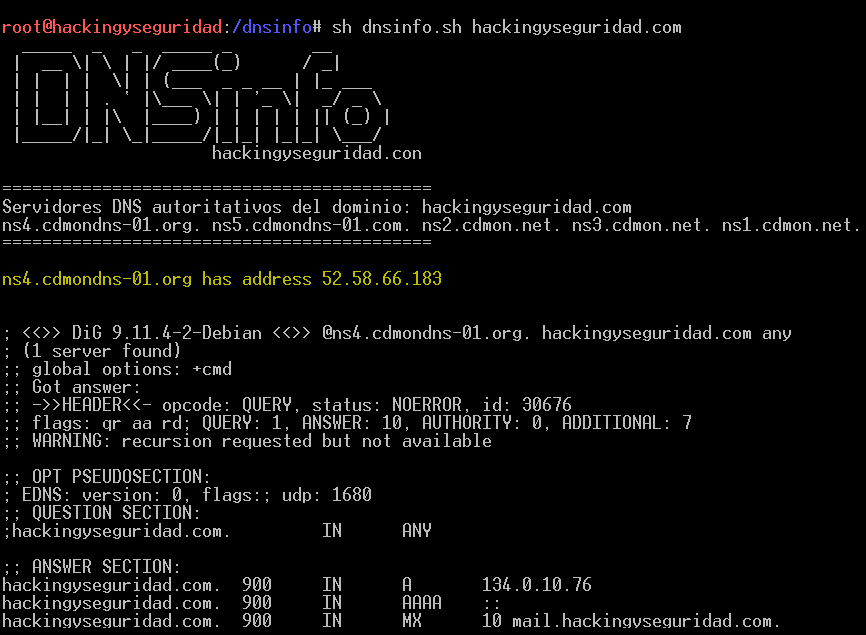 root@hackingyseguridad:/dnsinfo# sh dnsinfo.sh hackingyseguridad.com
DNSinfo
hackingyseguridad.con
===========================================
Servidores DNS autoritativos del dominio: hackingyseguridad.com
ns4.cdmondns-01.org. ns5.cdmondns-01.com. ns2.cdmon.net. ns3.cdmon.net. ns1.cdmon.net.
===========================================
ns4.cdmondns-01.org has address 52.58.66.183
; <<>> DiG 9.11.4-2-Debian <<>> @ns4.cdmondns-01.org. hackingyseguridad.com any
; (1 server found)
;; global options: +cmd
;; Got answer:
;; ->>HEADER<<- opcode: QUERY, status: NOERROR, id: 30676
;; flags: qr aa rd; QUERY: 1, ANSWER: 10, AUTHORITY: 0, ADDITIONAL: 7
;; WARNING: recursion requested but not available
;; OPT PSEUDOSECTION:
; EDNS: version: 0, flags:; udp: 1680
;; QUESTION SECTION:
;hackingyseguridad.com. IN ANY
;; ANSWER SECTION:
hackingyseguridad.com. 900 IN A 134.0.10.76
hackingyseguridad.com. 900 IN AAAA ::
hackingyseguridad.com. 900 IN MX 10 mail.hackingyseguridad.com.